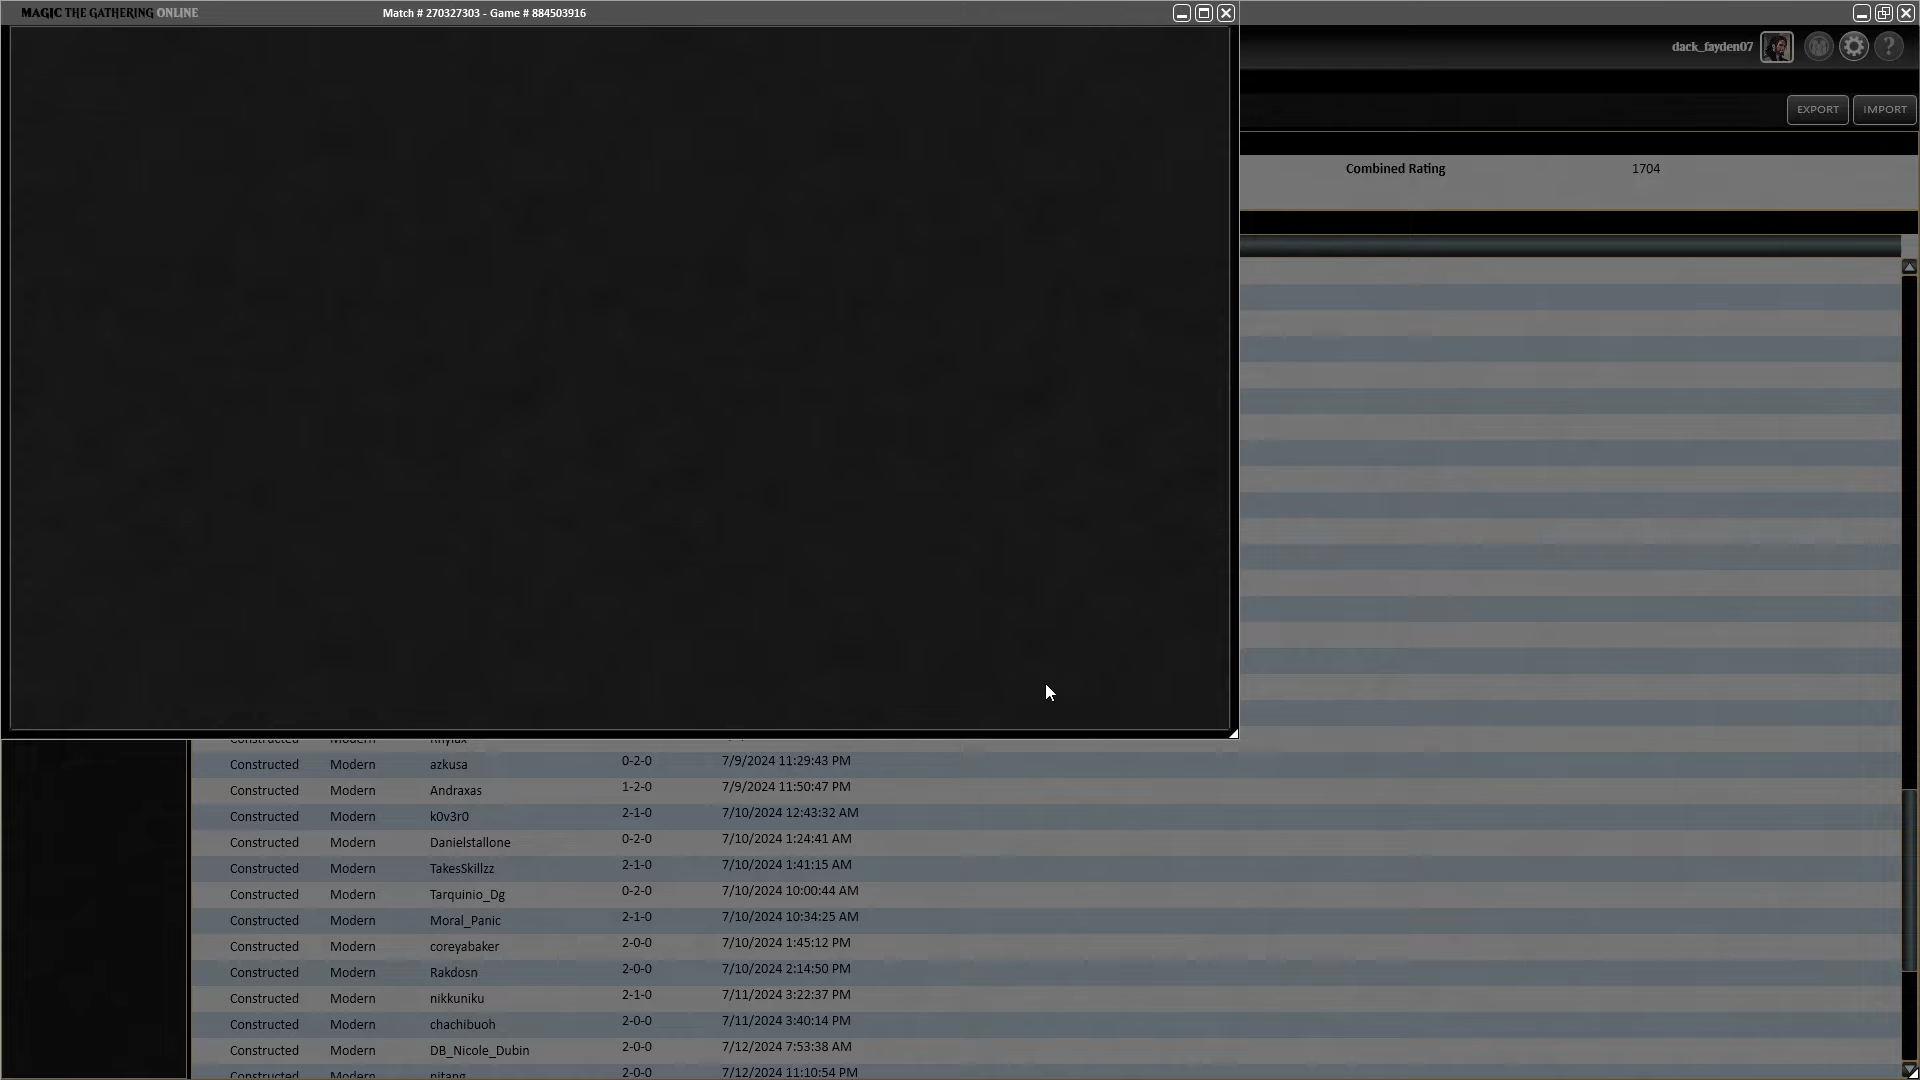 MAGIC THE GATHERING ONLINE
Match # 270327303 - Game # 884503916
dack_fayden07
?
EXPORT IMPORT
Combined Rating 1704
Constructed Modern
Constructed Modern azkusa 0-2-0 7/9/2024 11:29:43 PM
Constructed Modern Andraxas 1-2-0 7/9/2024 11:50:47 PM
Constructed Modern k0v3r0 2-1-0 7/10/2024 12:43:32 AM
Constructed Modern Danielstallone 0-2-0 7/10/2024 1:24:41 AM
Constructed Modern TakesSkillzz 2-1-0 7/10/2024 1:41:15 AM
Constructed Modern Tarquinio_Dg 0-2-0 7/10/2024 10:00:44 AM
Constructed Modern Moral_Panic 2-1-0 7/10/2024 10:34:25 AM
Constructed Modern coreyabaker 2-0-0 7/10/2024 1:45:12 PM
Constructed Modern Rakdosn 2-0-0 7/10/2024 2:14:50 PM
Constructed Modern nikkuniku 2-1-0 7/11/2024 3:22:37 PM
Constructed Modern chachibuoh 2-0-0 7/11/2024 3:40:14 PM
Constructed Modern DB_Nicole_Dubin 2-0-0 7/12/2024 7:53:38 AM
Constructed Modern nitang 2-0-0 7/12/2024 11:10:54 PM